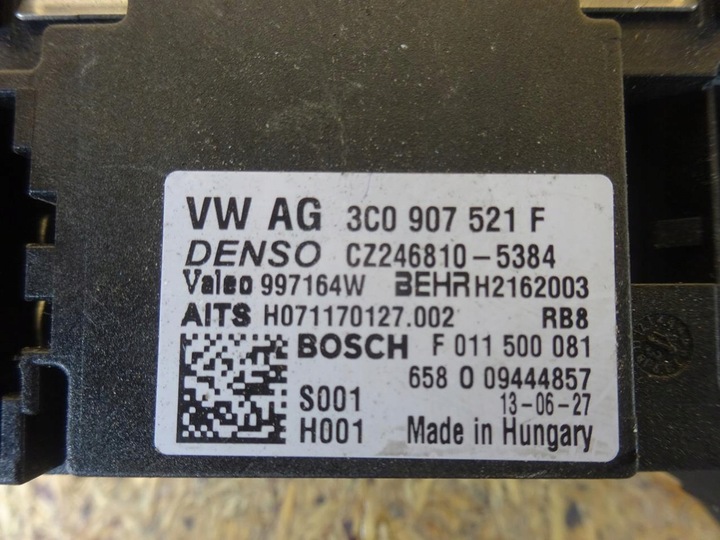 VW AG 3C0 907 521 F
DENSO CZ246810-5384
Valeo 997164W BEHR H2162003
AITS H071170127.002 RB8
BOSCH F 011 500 081
658 0 09444857
S001 13-06-27
H001 Made in Hungary